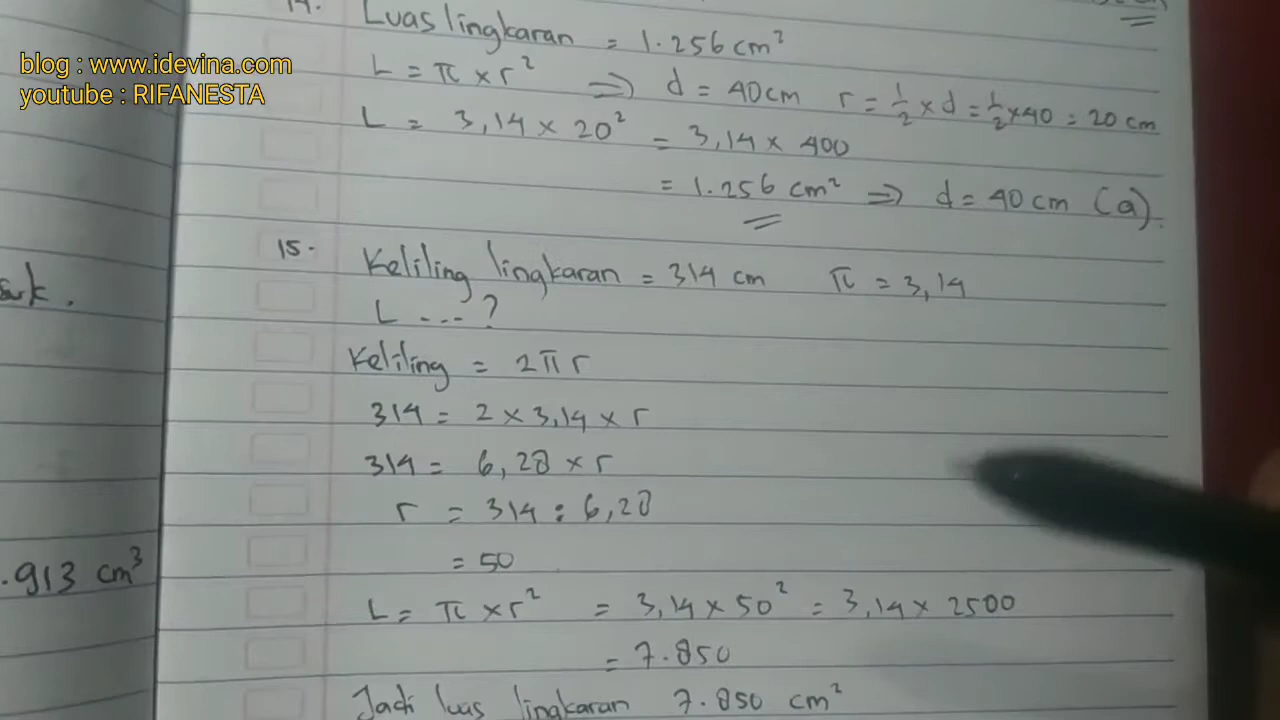 14. Luas lingkaran = 1.256 cm²
blog : www.idevina.com
youtube : RIFANESTA
L = π × r² ⇒ d = 40 cm r = 1/2 × d = 1/2 × 40 = 20 cm
L = 3,14 × 20² = 3,14 × 400
= 1.256 cm² ⇒ d = 40 cm (a).
15. Keliling lingkaran = 314 cm π = 3,14
L ...?
Keliling = 2πr
314 = 2 × 3,14 × r
314 = 6,28 × r
r = 314 : 6,28
= 50
.913 cm³
L = π × r² = 3,14 × 50² = 3,14 × 2500
= 7.850
Jadi luas lingkaran 7.850 cm²